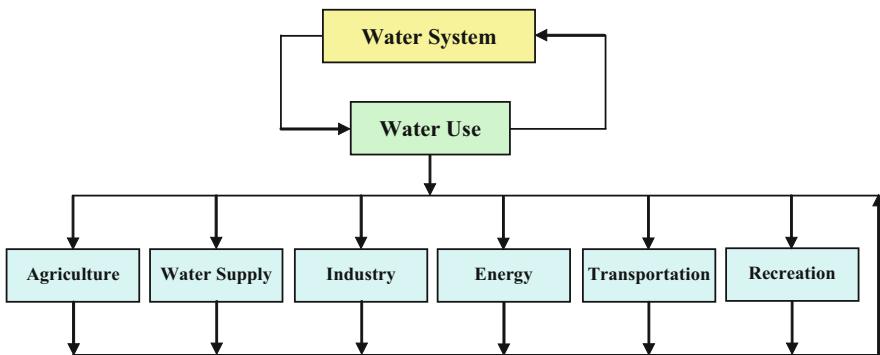 Water System
Water Use
Agriculture
Water Supply
Industry
Energy
Transportation
Recreation